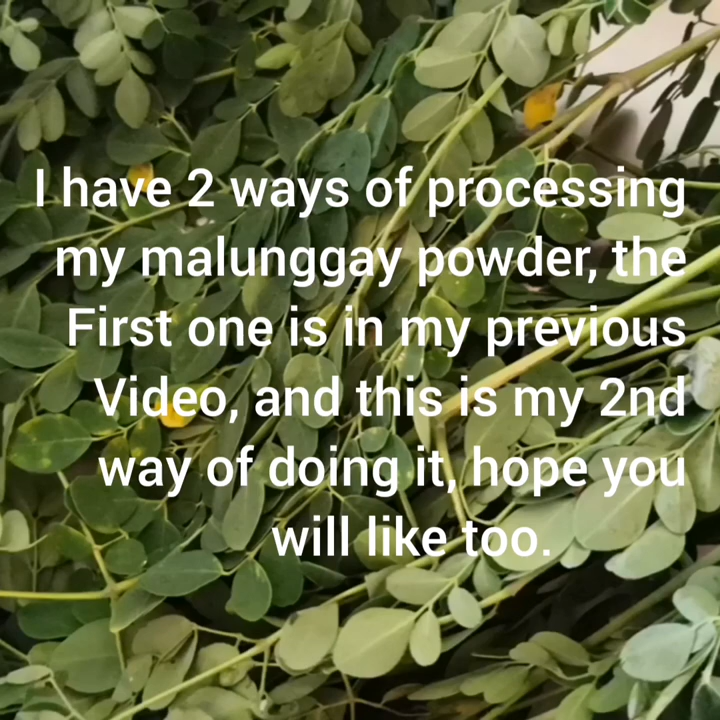 I have 2 ways of processing
my malunggay powder, the
First one is in my previous
Video, and this is my 2nd
way of doing it, hope you
will like too.